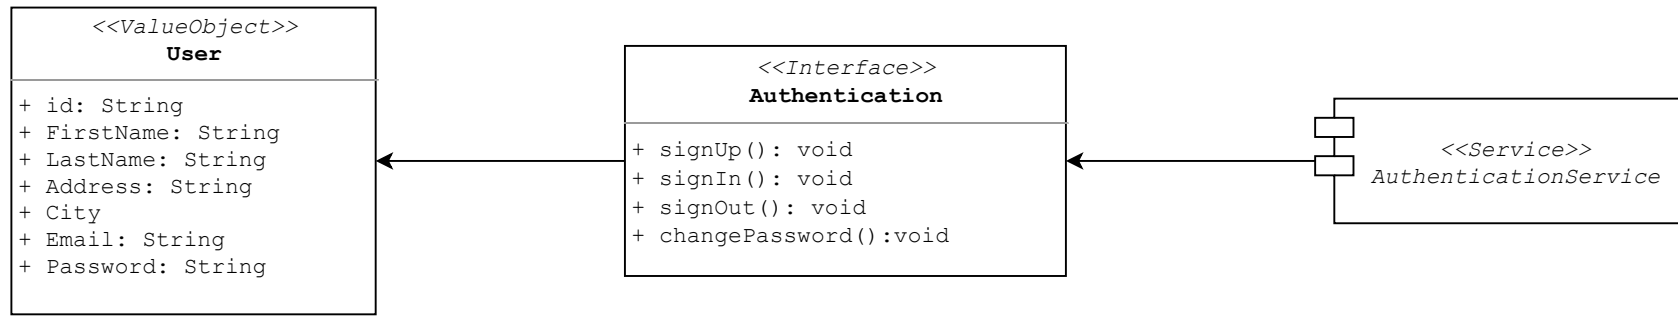 <<ValueObject>>
User
+ id: String
+ FirstName: String
+ LastName: String
+ Address: String
+ City
+ Email: String
+ Password: String
<<Interface>>
Authentication
+ signUp(): void
+ signIn(): void
+ signOut(): void
+ changePassword():void
<<Service>>
AuthenticationService